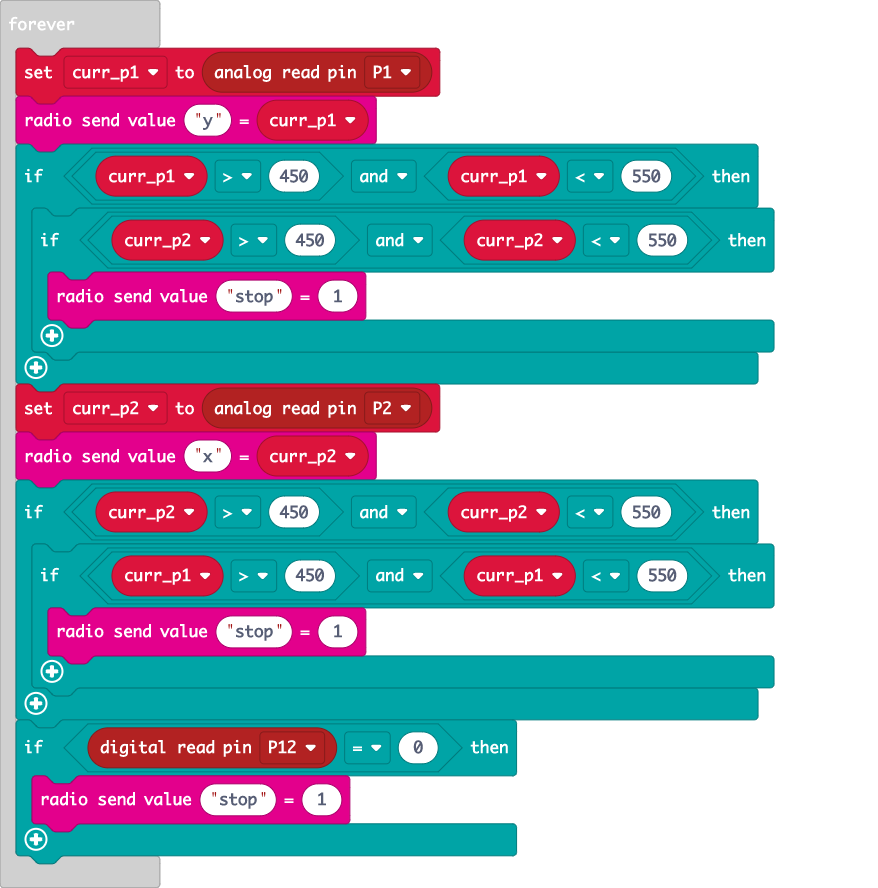 forever
set curr_p1 to analog read pin P1
radio send value "y" = curr_p1
if curr_p1 > 450 and curr_p1 < 550 then
if curr_p2 > 450 and curr_p2 < 550 then
radio send value "stop" = 1
set curr_p2 to analog read pin P2
radio send value "x" = curr_p2
if curr_p2 > 450 and curr_p2 < 550 then
if curr_p1 > 450 and curr_p1 < 550 then
radio send value "stop" = 1
if digital read pin P12 = 0 then
radio send value "stop" = 1